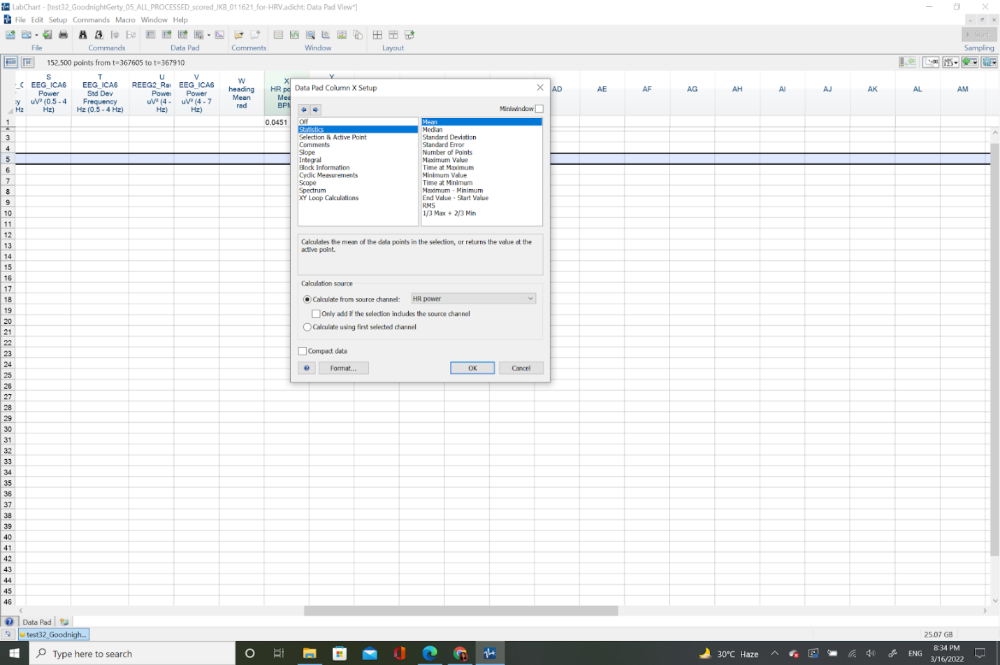 LabChart - [test32_GoodnightGerty_05_ALL_PROCESSED_scored_JKB_011621_for-HRV.adicht: Data Pad View*]
File Edit Setup Commands Macro Window Help
File Commands Data Pad Comments Window Layout Start Sampling
152,500 points from t=367605 to t=367910
_C
cy
Hz
S
EEG_ICA6
Power
uV² (0.5 - 4
Hz)
T
EEG_ICA6
Std Dev
Frequency
Hz (0.5 - 4 Hz)
U
REEG2_Rav
Power
uV² (4 -
Hz)
V
EEG_ICA6
Power
uV² (4 - 7
Hz)
W
heading
Mean
rad
X
HR po
Mea
BPM
Y
AD AE AF AG AH AI AJ AK AL AM
1 0.0451
2
3
4
5
6
7
8
9
10
11
12
13
14
15
16
17
18
19
20
21
22
23
24
25
26
27
28
29
30
31
32
33
34
35
36
37
38
39
40
41
42
43
44
45
46
Data Pad Column X Setup
Miniwindow
Off
Statistics
Selection & Active Point
Comments
Slope
Integral
Block Information
Cyclic Measurements
Scope
Spectrum
XY Loop Calculations
Mean
Median
Standard Deviation
Standard Error
Number of Points
Maximum Value
Time at Maximum
Minimum Value
Time at Minimum
Maximum - Minimum
End Value - Start Value
RMS
1/3 Max + 2/3 Min
Calculates the mean of the data points in the selection, or returns the value at the
active point.
Calculation source
Calculate from source channel: HR power
Only add if the selection includes the source channel
Calculate using first selected channel
Compact data
Format... OK Cancel
Data Pad
test32_Goodnigh...
25.07 GB
Type here to search
30°C Haze
ENG
8:34 PM
3/16/2022